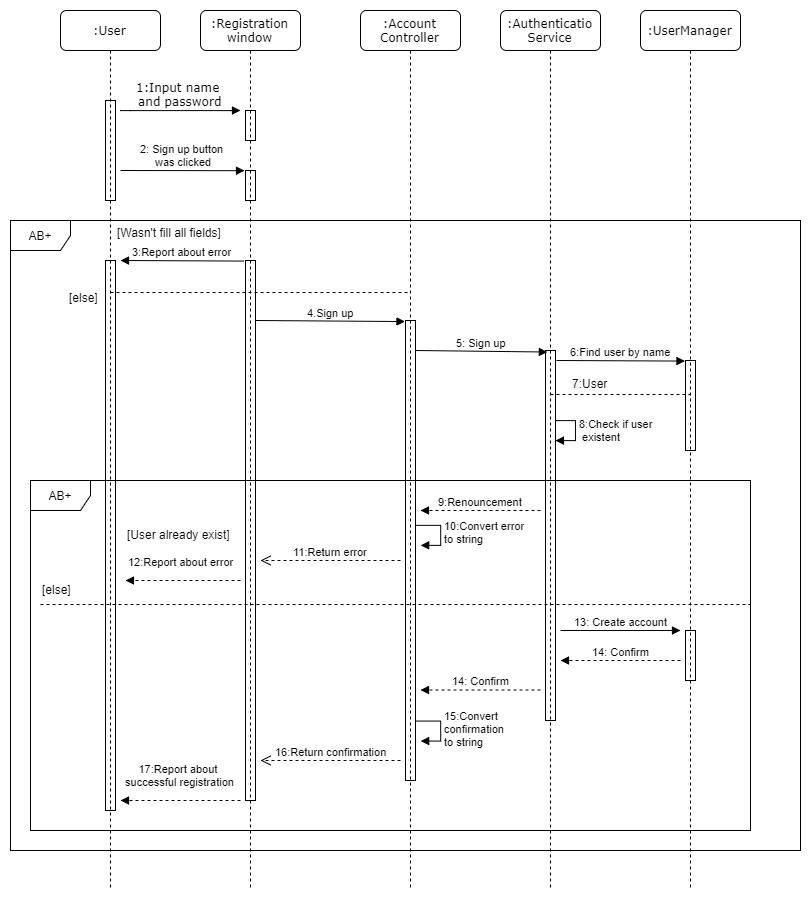 :User
:Registration
window
:Account
Controller
:Authenticatio
Service
:UserManager
1:Input name
and password
2: Sign up button
was clicked
AB+
[Wasn't fill all fields]
3:Report about error
[else]
4.Sign up
5: Sign up
6:Find user by name
7:User
8:Check if user
existent
AB+
9:Renouncement
10:Convert error
to string
[User already exist]
11:Return error
12:Report about error
[else]
13: Create account
14: Confirm
14: Confirm
15:Convert
confirmation
to string
16:Return confirmation
17:Report about
successful registration